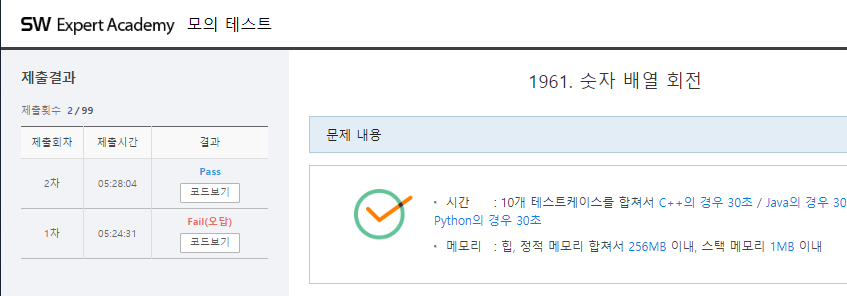 SW Expert Academy 모의 테스트
제출결과
제출횟수 2 / 99
제출회차 제출시간 결과
2차 05:28:04 Pass
코드보기
1차 05:24:31 Fail(오답)
코드보기
1961. 숫자 배열 회전
문제 내용
• 시간 : 10개 테스트케이스를 합쳐서 C++의 경우 30초 / Java의 경우 30
Python의 경우 30초
• 메모리 : 힙, 정적 메모리 합쳐서 256MB 이내, 스택 메모리 1MB 이내